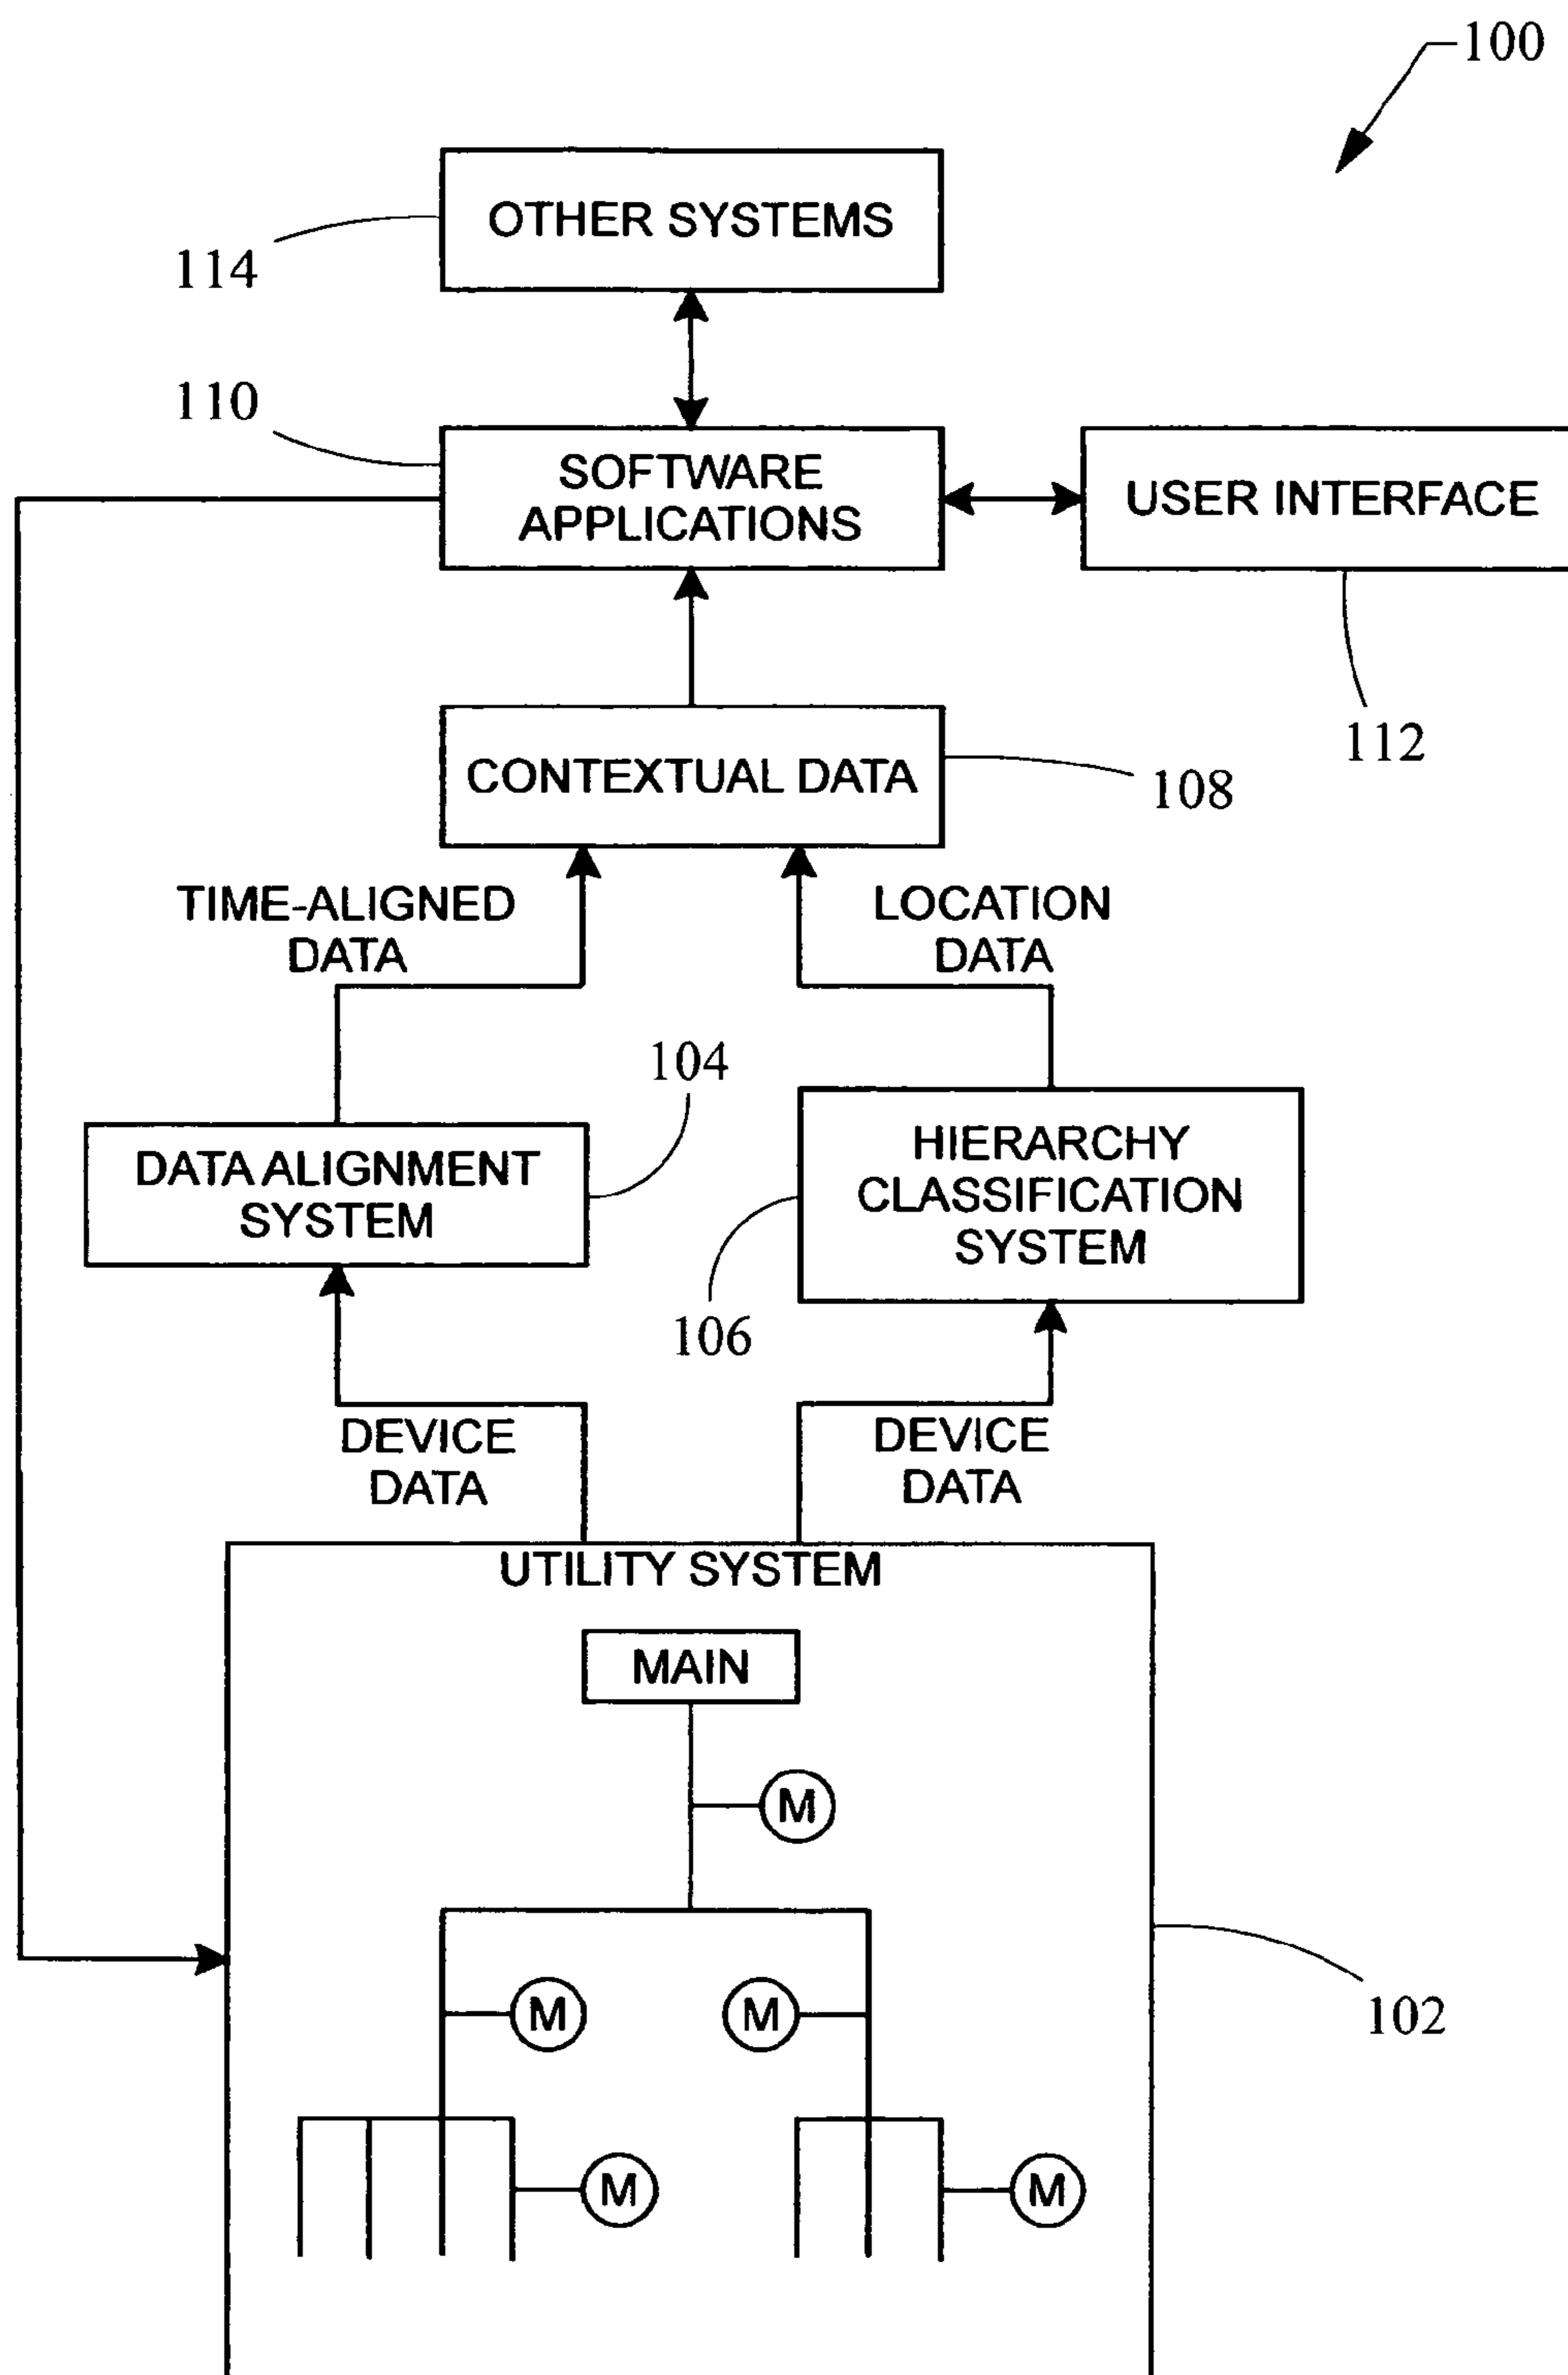 100
OTHER SYSTEMS
114
110
SOFTWARE
APPLICATIONS
USER INTERFACE
112
CONTEXTUAL DATA
108
TIME-ALIGNED
DATA
LOCATION
DATA
104
DATA ALIGNMENT
SYSTEM
HIERARCHY
CLASSIFICATION
SYSTEM
106
DEVICE
DATA
DEVICE
DATA
UTILITY SYSTEM
MAIN
M
M
M
102
M
M